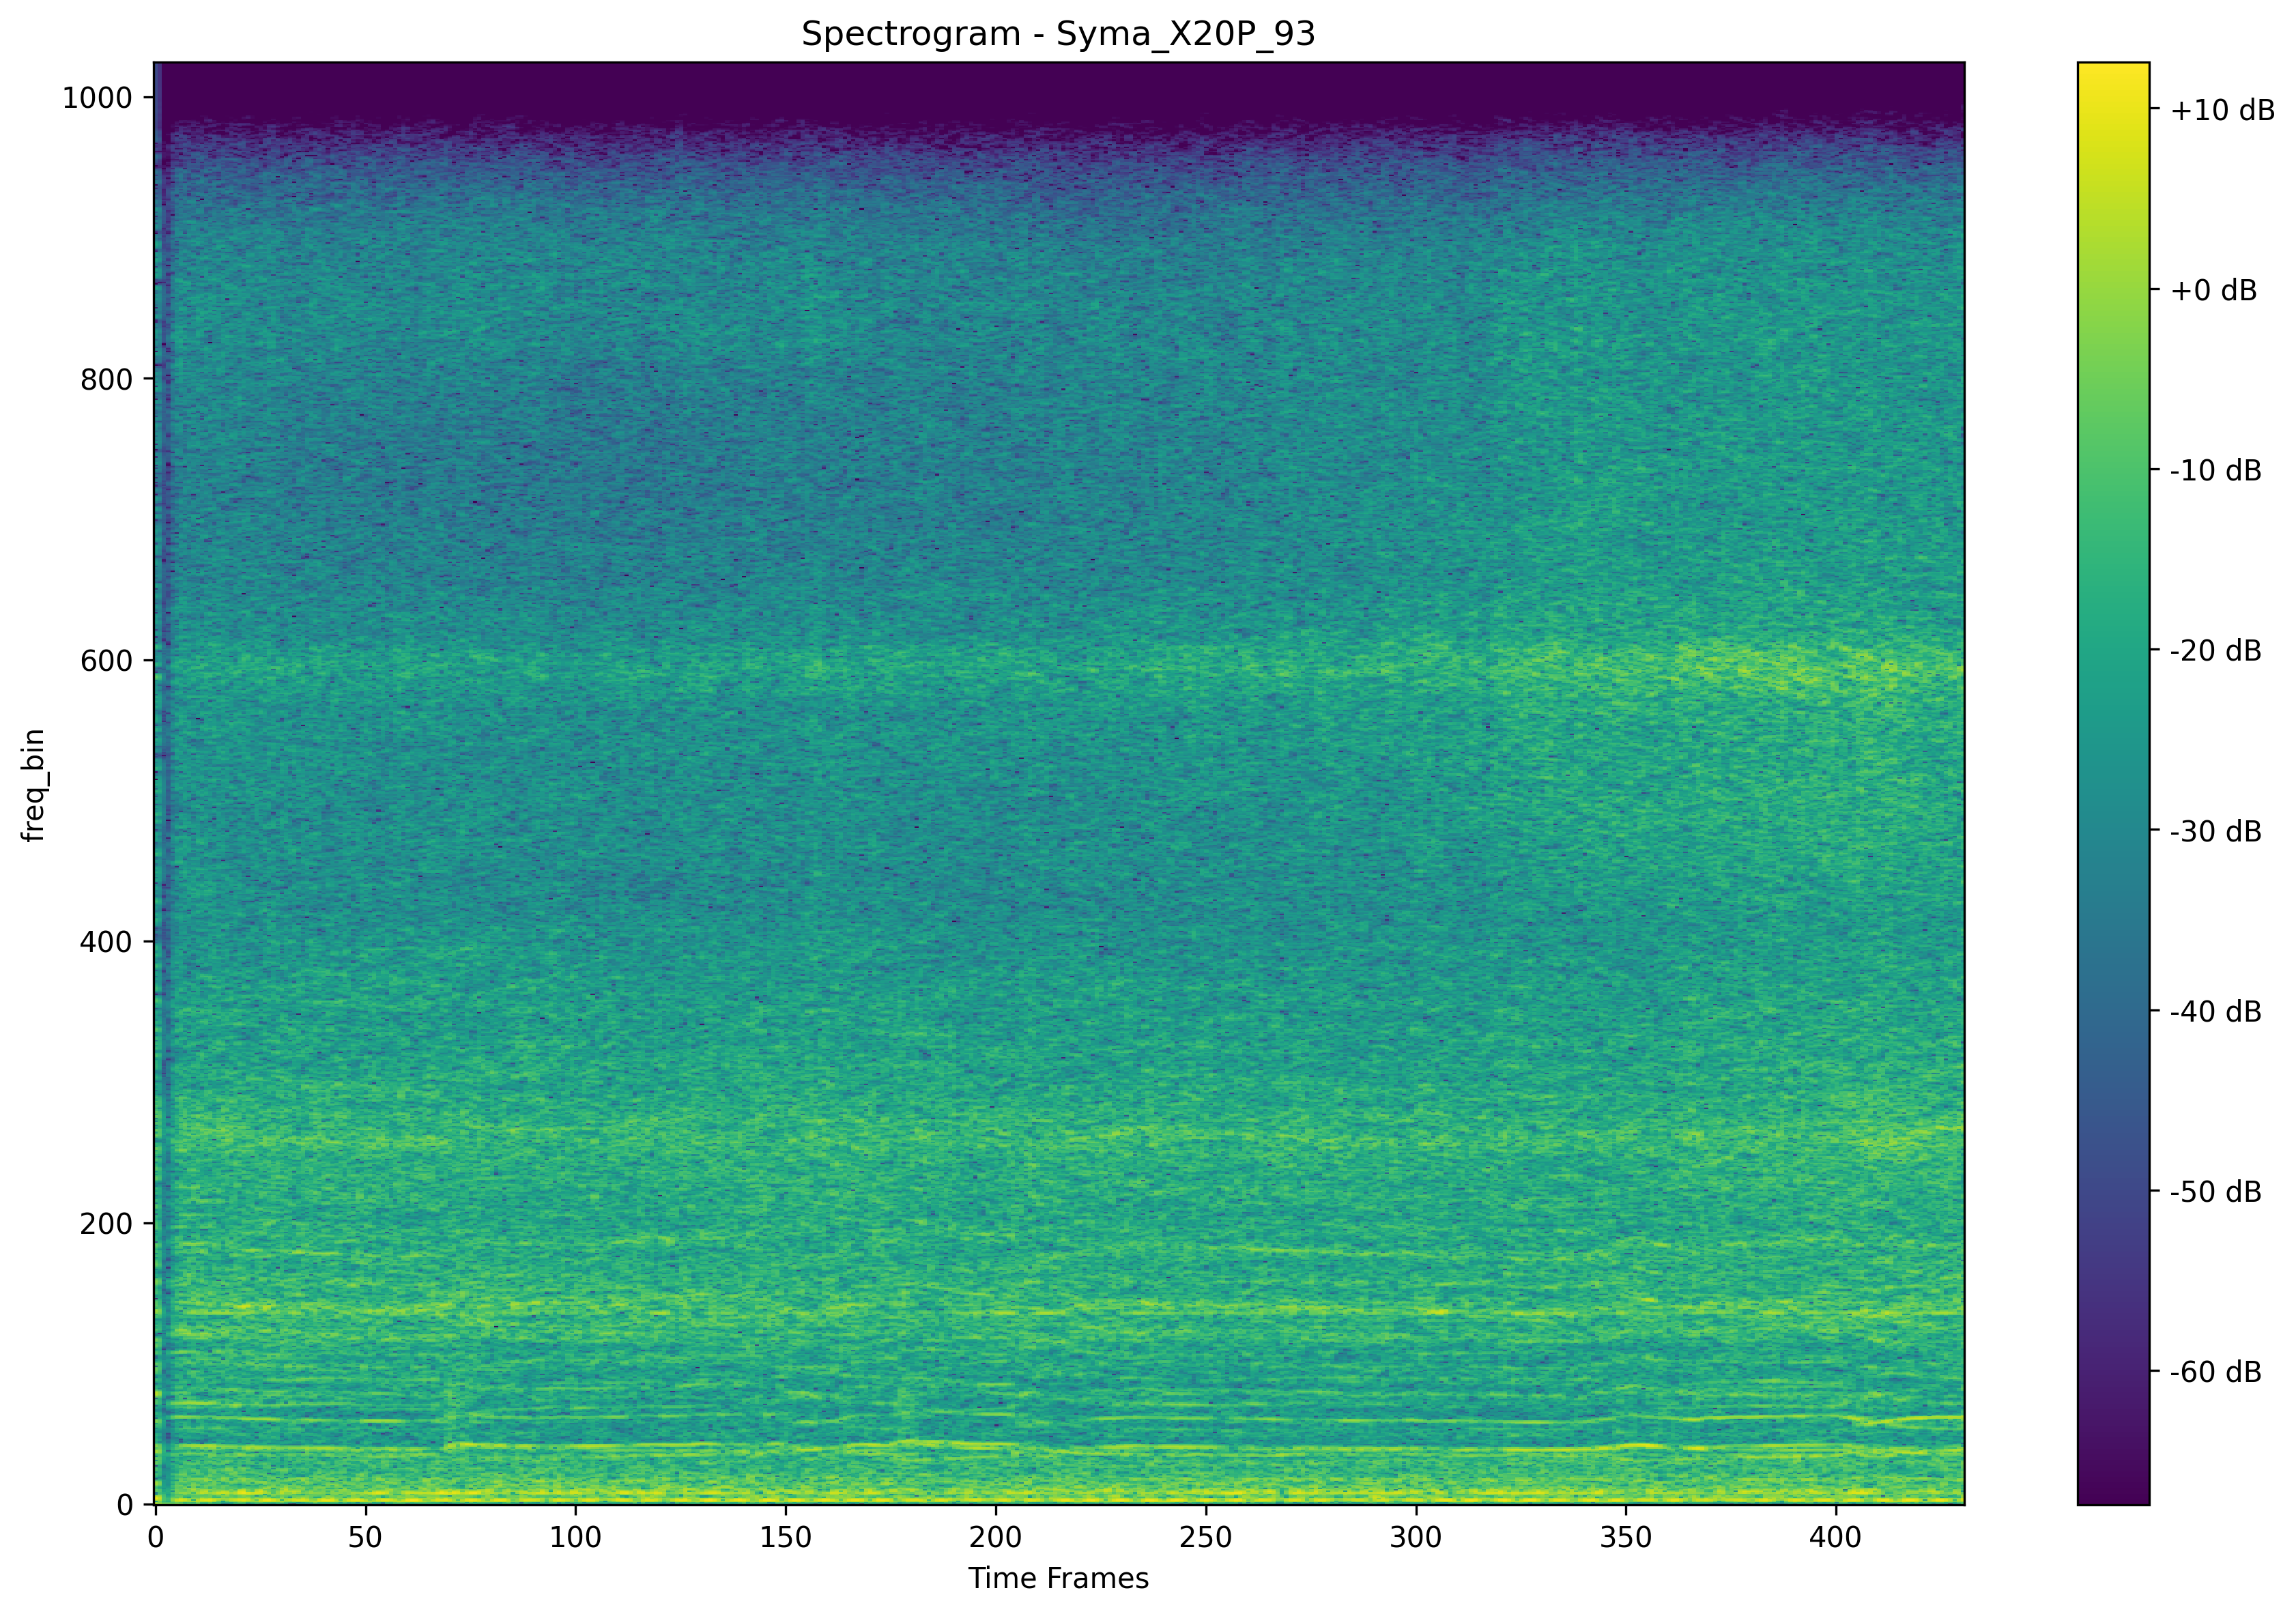 Spectrogram - Syma_X20P_93
1000
800
600
400
200
0
freq_bin
0 50 100 150 200 250 300 350 400
Time Frames
+10 dB
+0 dB
-10 dB
-20 dB
-30 dB
-40 dB
-50 dB
-60 dB